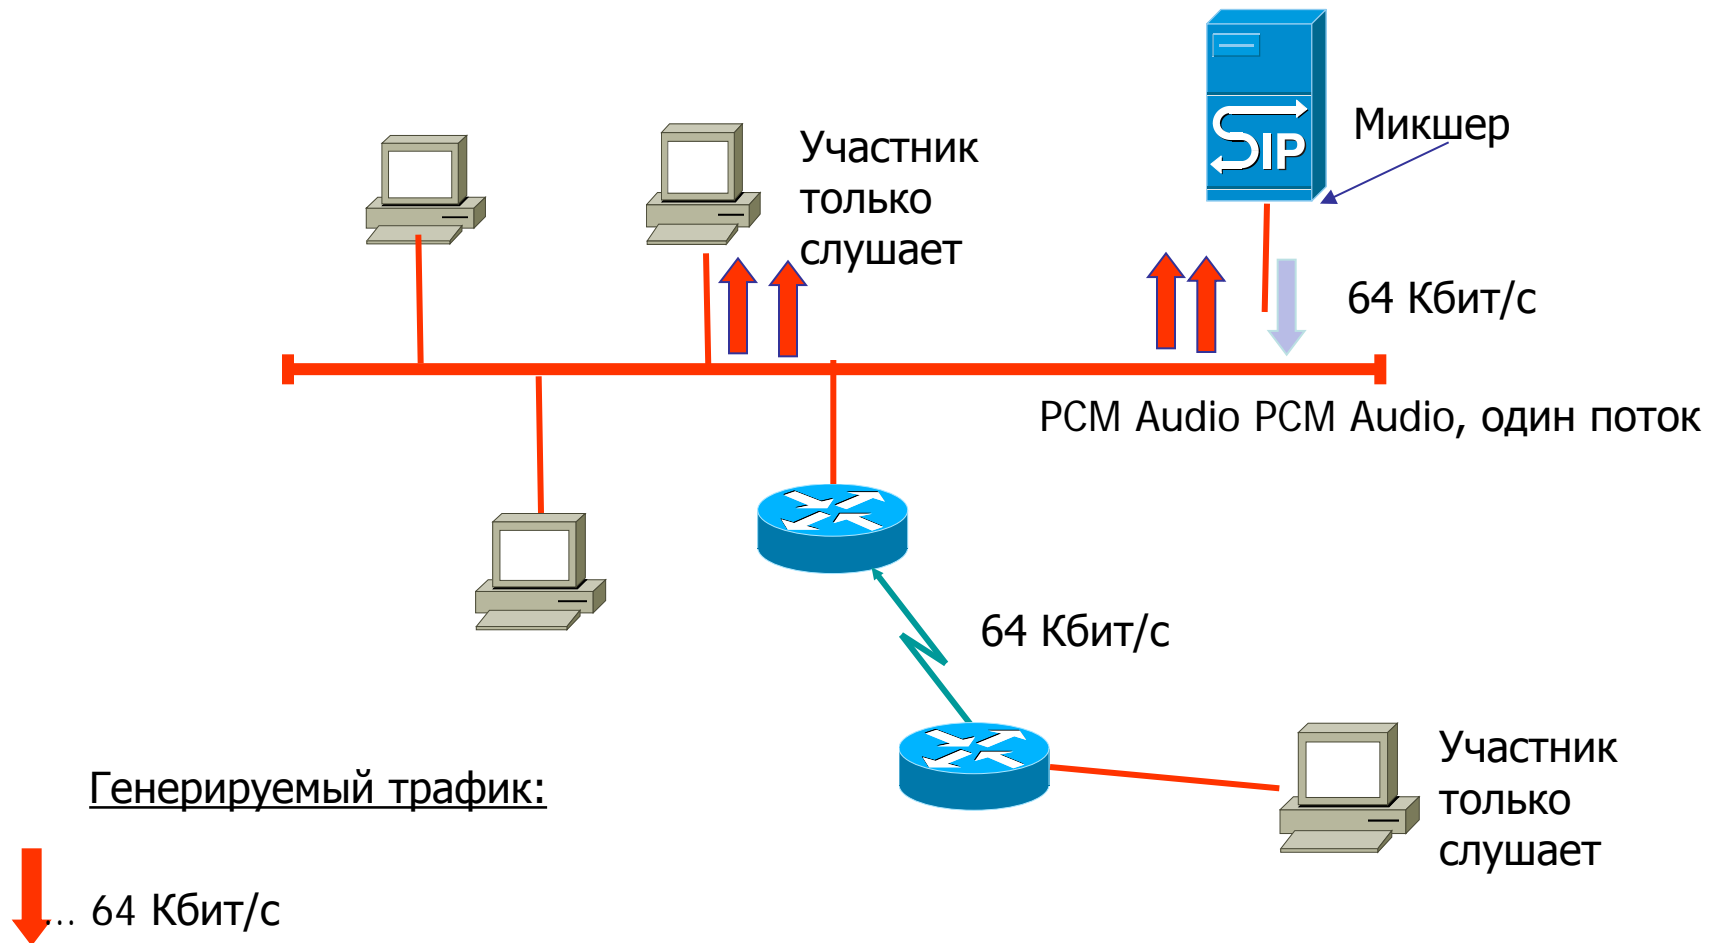 Микшер
Участник
только
слушает
SIP
64 Кбит/с
PCM Audio PCM Audio, один поток
64 Кбит/с
Участник
только
слушает
Генерируемый трафик:
... 64 Кбит/с